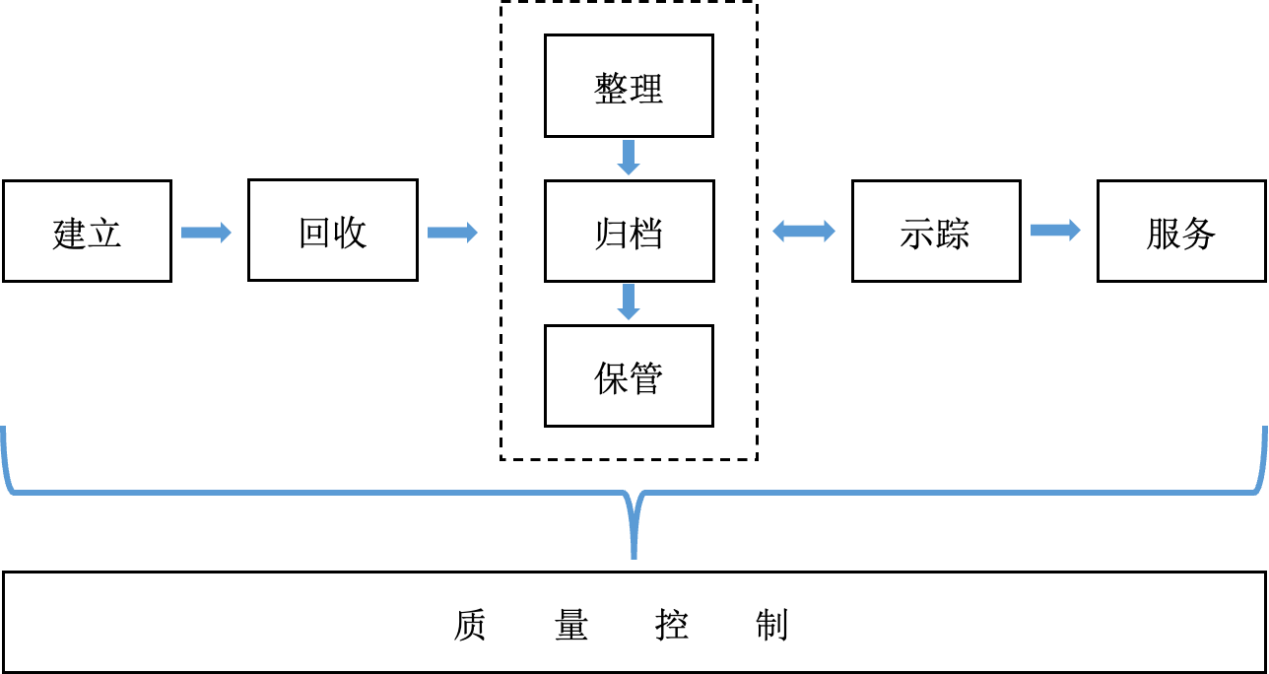 整理
建立
回收
归档
示踪
服务
保管
质量控制